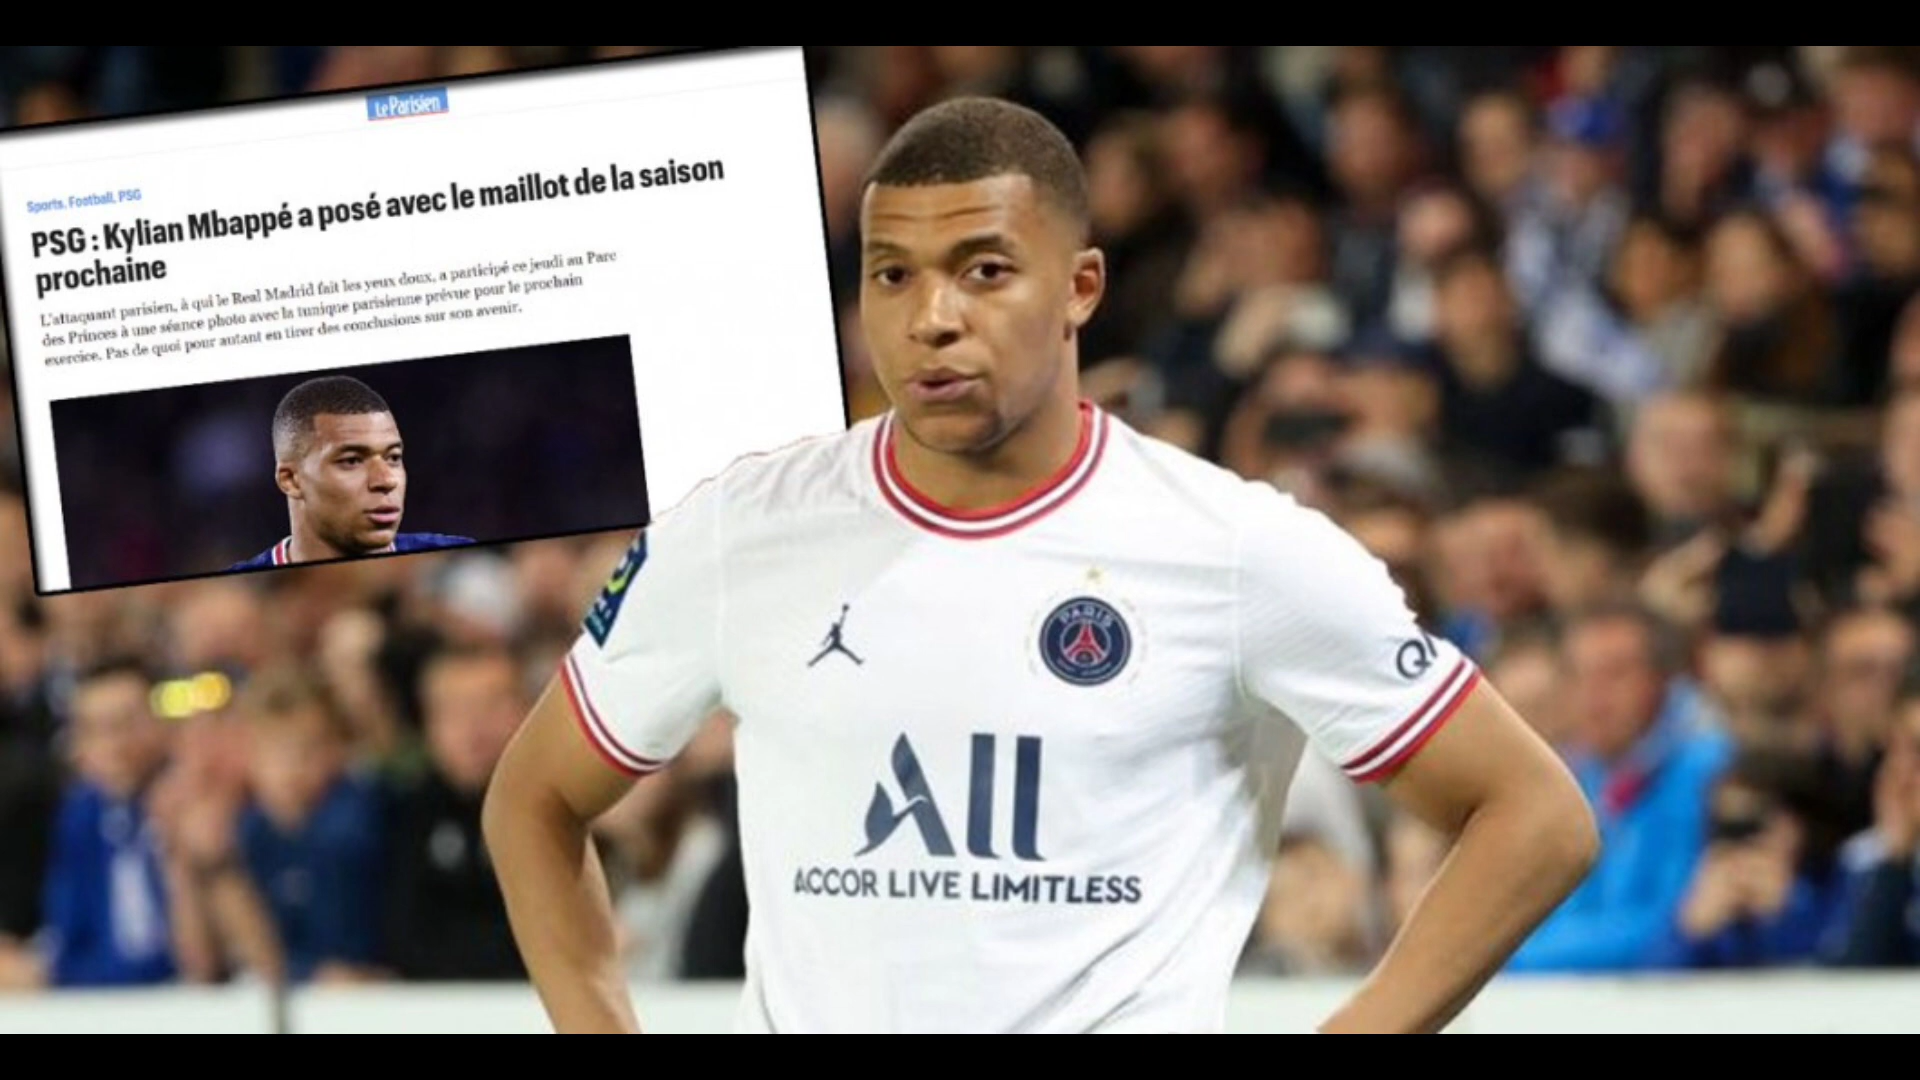 Le Parisien
Sports, Football, PSG
PSG : Kylian Mbappé a posé avec le maillot de la saison
prochaine
L'attaquant parisien, à qui le Real Madrid fait les yeux doux, a participé ce jeudi au Parc
des Princes à une séance photo avec la tunique parisienne prévue pour le prochain
exercice. Pas de quoi pour autant en tirer des conclusions sur son avenir.
PARIS
ALL
ACCOR LIVE LIMITLESS